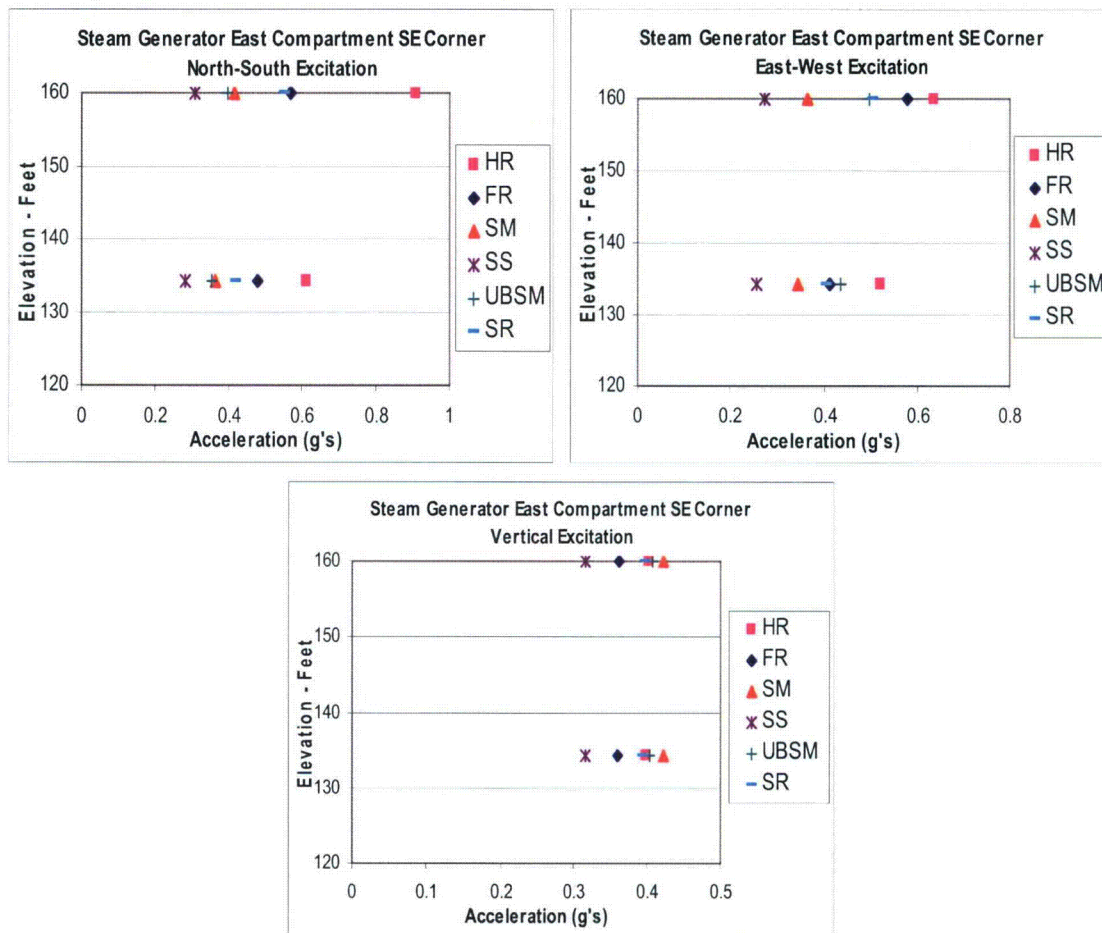 Steam Generator East Compartment SE Corner
North-South Excitation
160
150
140
130
120
Elevation - Feet
0 0.2 0.4 0.6 0.8 1
Acceleration (g's)
HR
FR
SM
SS
UBSM
SR
Steam Generator East Compartment SE Corner
East-West Excitation
160
150
140
130
120
Elevation - Feet
0 0.2 0.4 0.6 0.8
Acceleration (g's)
HR
FR
SM
SS
UBSM
SR
Steam Generator East Compartment SE Corner
Vertical Excitation
160
150
140
130
120
Elevation - Feet
0 0.1 0.2 0.3 0.4 0.5
Acceleration (g's)
HR
FR
SM
SS
UBSM
SR